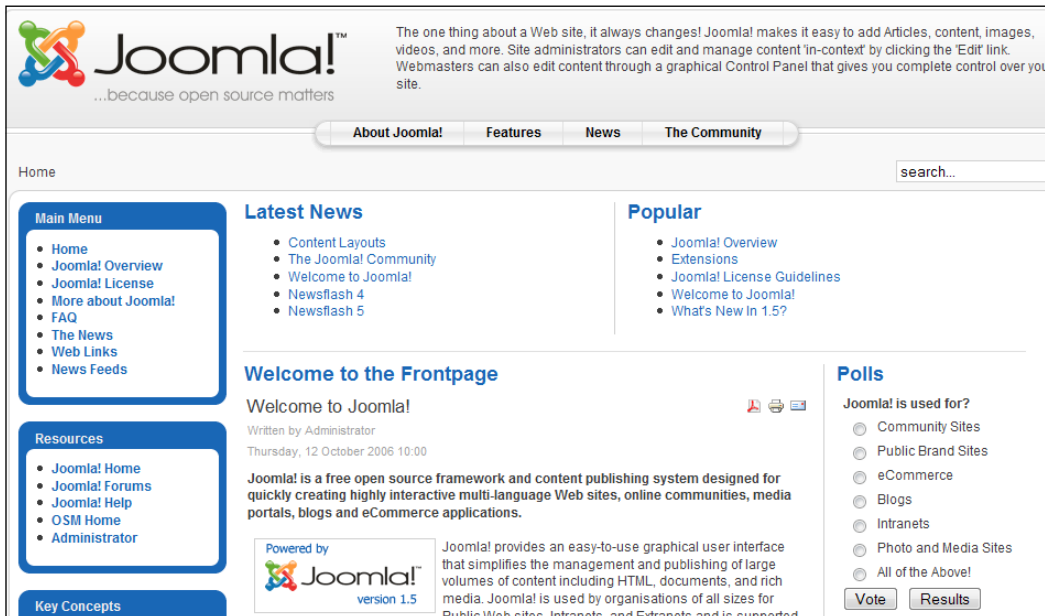 Joomla!™
...because open source matters
The one thing about a Web site, it always changes! Joomla! makes it easy to add Articles, content, images,
videos, and more. Site administrators can edit and manage content 'in-context' by clicking the 'Edit' link.
Webmasters can also edit content through a graphical Control Panel that gives you complete control over you
site.
About Joomla! Features News The Community
Home
search...
Main Menu
Home
Joomla! Overview
Joomla! License
More about Joomla!
FAQ
The News
Web Links
News Feeds
Resources
Joomla! Home
Joomla! Forums
Joomla! Help
OSM Home
Administrator
Key Concepts
Latest News
Content Layouts
The Joomla! Community
Welcome to Joomla!
Newsflash 4
Newsflash 5
Popular
Joomla! Overview
Extensions
Joomla! License Guidelines
Welcome to Joomla!
What's New In 1.5?
Welcome to the Frontpage
Welcome to Joomla!
Written by Administrator
Thursday, 12 October 2006 10:00
Joomla! is a free open source framework and content publishing system designed for
quickly creating highly interactive multi-language Web sites, online communities, media
portals, blogs and eCommerce applications.
Powered by
Joomla!™
version 1.5
Joomla! provides an easy-to-use graphical user interface
that simplifies the management and publishing of large
volumes of content including HTML, documents, and rich
media. Joomla! is used by organisations of all sizes for
Public Web sites, Intranets, and Extranets and is supported
Polls
Joomla! is used for?
Community Sites
Public Brand Sites
eCommerce
Blogs
Intranets
Photo and Media Sites
All of the Above!
Vote Results